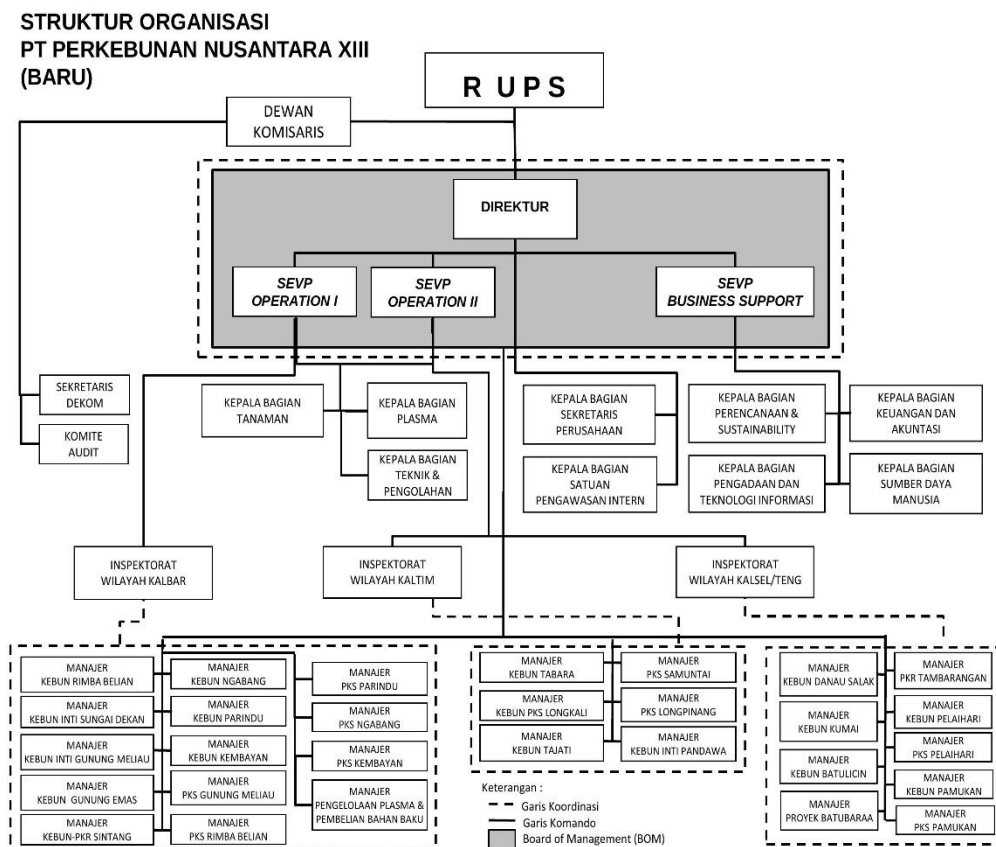 STRUKTUR ORGANISASI
PT PERKEBUNAN NUSANTARA XIII
(BARU)
R U P S
DEWAN
KOMISARIS
DIREKTUR
SEVP
OPERATION I
SEVP
OPERATION II
SEVP
BUSINESS SUPPORT
SEKRETARIS
DEKOM
KOMITE
AUDIT
KEPALA BAGIAN
TANAMAN
KEPALA BAGIAN
PLASMA
KEPALA BAGIAN
TEKNIK &
PENGOLAHAN
KEPALA BAGIAN
SEKRETARIS
PERUSAHAAN
KEPALA BAGIAN
SATUAN
PENGAWASAN INTERN
KEPALA BAGIAN
PERENCANAAN &
SUSTAINABILITY
KEPALA BAGIAN
KEUANGAN DAN
AKUNTASI
KEPALA BAGIAN
PENGADAAN DAN
TEKNOLOGI INFORMASI
KEPALA BAGIAN
SUMBER DAYA
MANUSIA
INSPEKTORAT
WILAYAH KALBAR
INSPEKTORAT
WILAYAH KALTIM
INSPEKTORAT
WILAYAH KALSEL/TENG
MANAJER
KEBUN RIMBA BELIAN
MANAJER
KEBUN INTI SUNGAI DEKAN
MANAJER
KEBUN INTI GUNUNG MELIAU
MANAJER
KEBUN GUNUNG EMAS
MANAJER
KEBUN-PKR SINTANG
MANAJER
KEBUN NGABANG
MANAJER
KEBUN PARINDU
MANAJER
KEBUN KEMBAYAN
MANAJER
PKS GUNUNG MELIAU
MANAJER
PKS RIMBA BELIAN
MANAJER
PKS PARINDU
MANAJER
PKS NGABANG
MANAJER
PKS KEMBAYAN
MANAJER
PENGELOLAAN PLASMA &
PEMBELIAN BAHAN BAKU
MANAJER
KEBUN TABARA
MANAJER
KEBUN PKS LONGKALI
MANAJER
KEBUN TAJATI
MANAJER
PKS SAMUNTAI
MANAJER
PKS LONGPINANG
MANAJER
KEBUN INTI PANDAWA
MANAJER
KEBUN DANAU SALAK
MANAJER
KEBUN KUMAI
MANAJER
KEBUN BATULICIN
MANAJER
PROYEK BATUBARAA
MANAJER
PKR TAMBARANGAN
MANAJER
KEBUN PELAIHARI
MANAJER
PKS PELAIHARI
MANAJER
KEBUN PAMUKAN
MANAJER
PKS PAMUKAN
Keterangan :
Garis Koordinasi
Garis Komando
Board of Management (BOM)